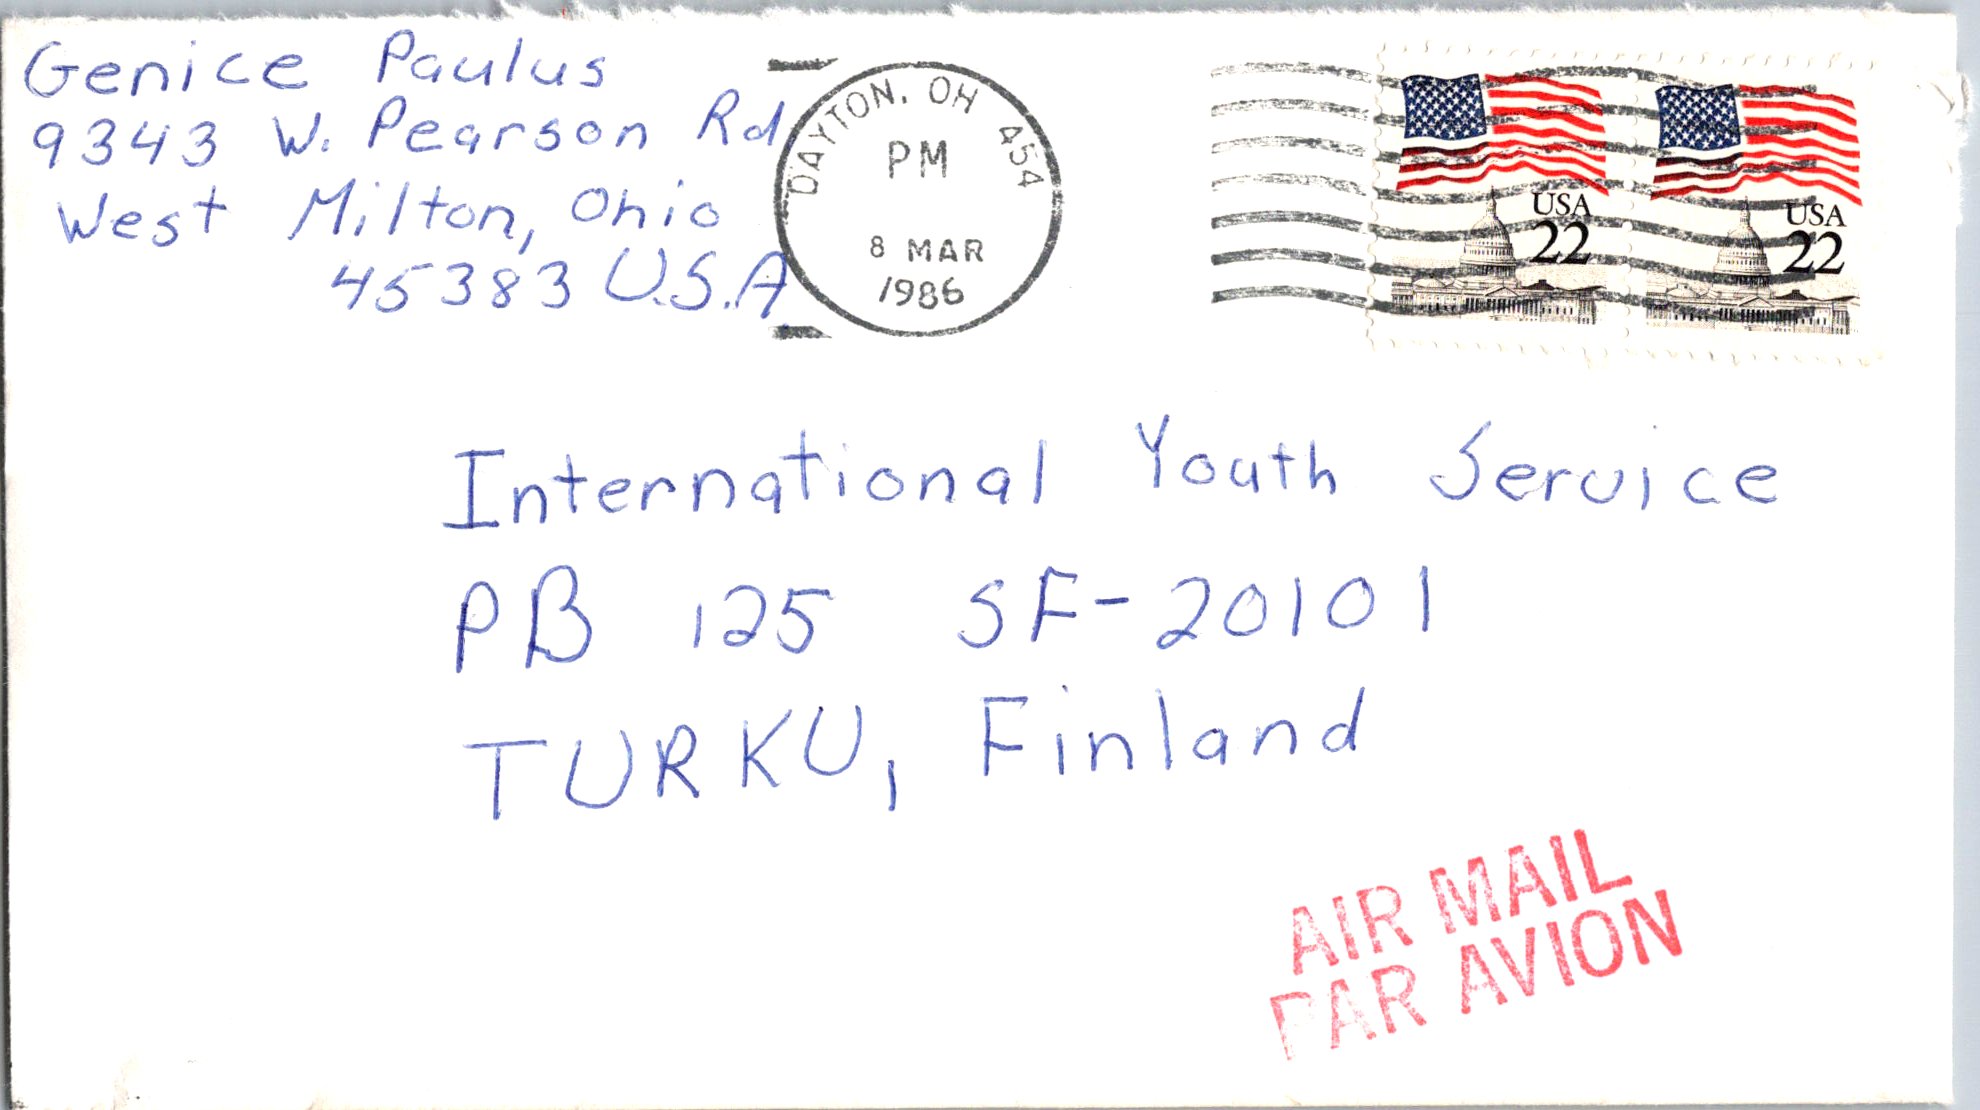 Genice Paulus
9343 W. Pearson Rd
West Milton, Ohio
45383 U.S.A
DAYTON, OH 454
PM
8 MAR
1986
USA
22
USA
22
International Youth Service
PB 125 SF-20101
TURKU, Finland
AIR MAIL
PAR AVION